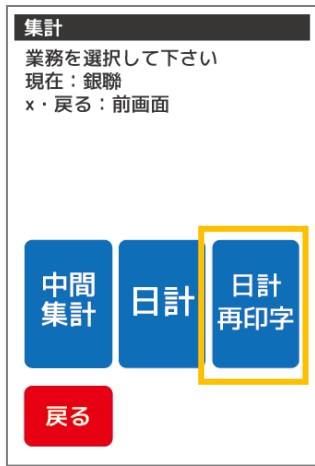 集計
業務を選択して下さい
現在：銀聯
x・戻る：前画面
中間
集計
日計
日計
再印字
戻る